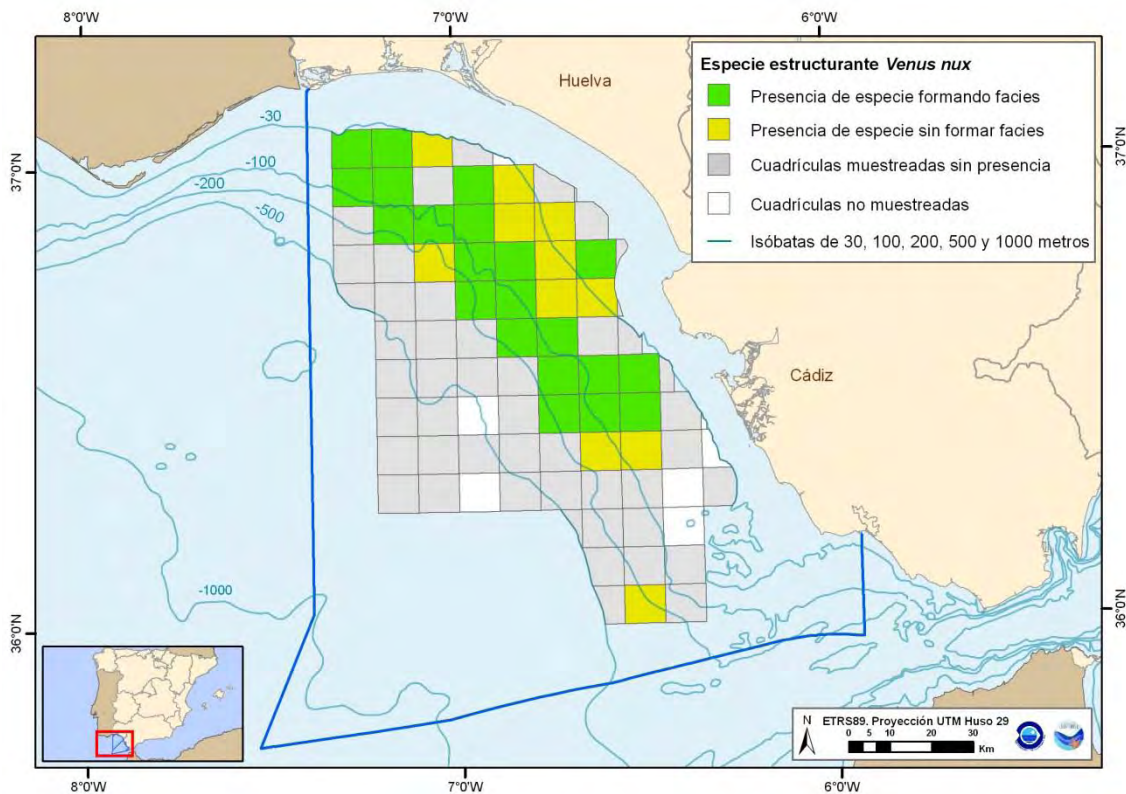 8°0'W
7°0'W
6°0'W
Huelva
Especie estructurante Venus nux
Presencia de especie formando facies
Presencia de especie sin formar facies
Cuadrículas muestreadas sin presencia
Cuadrículas no muestreadas
Isóbatas de 30, 100, 200, 500 y 1000 metros
37°0'N
37°0'N
-30
-100
-200
-500
Cádiz
-1000
36°0'N
36°0'N
N
ETRS89. Proyección UTM Huso 29
0 5 10 20 30
Km
8°0'W
7°0'W
6°0'W